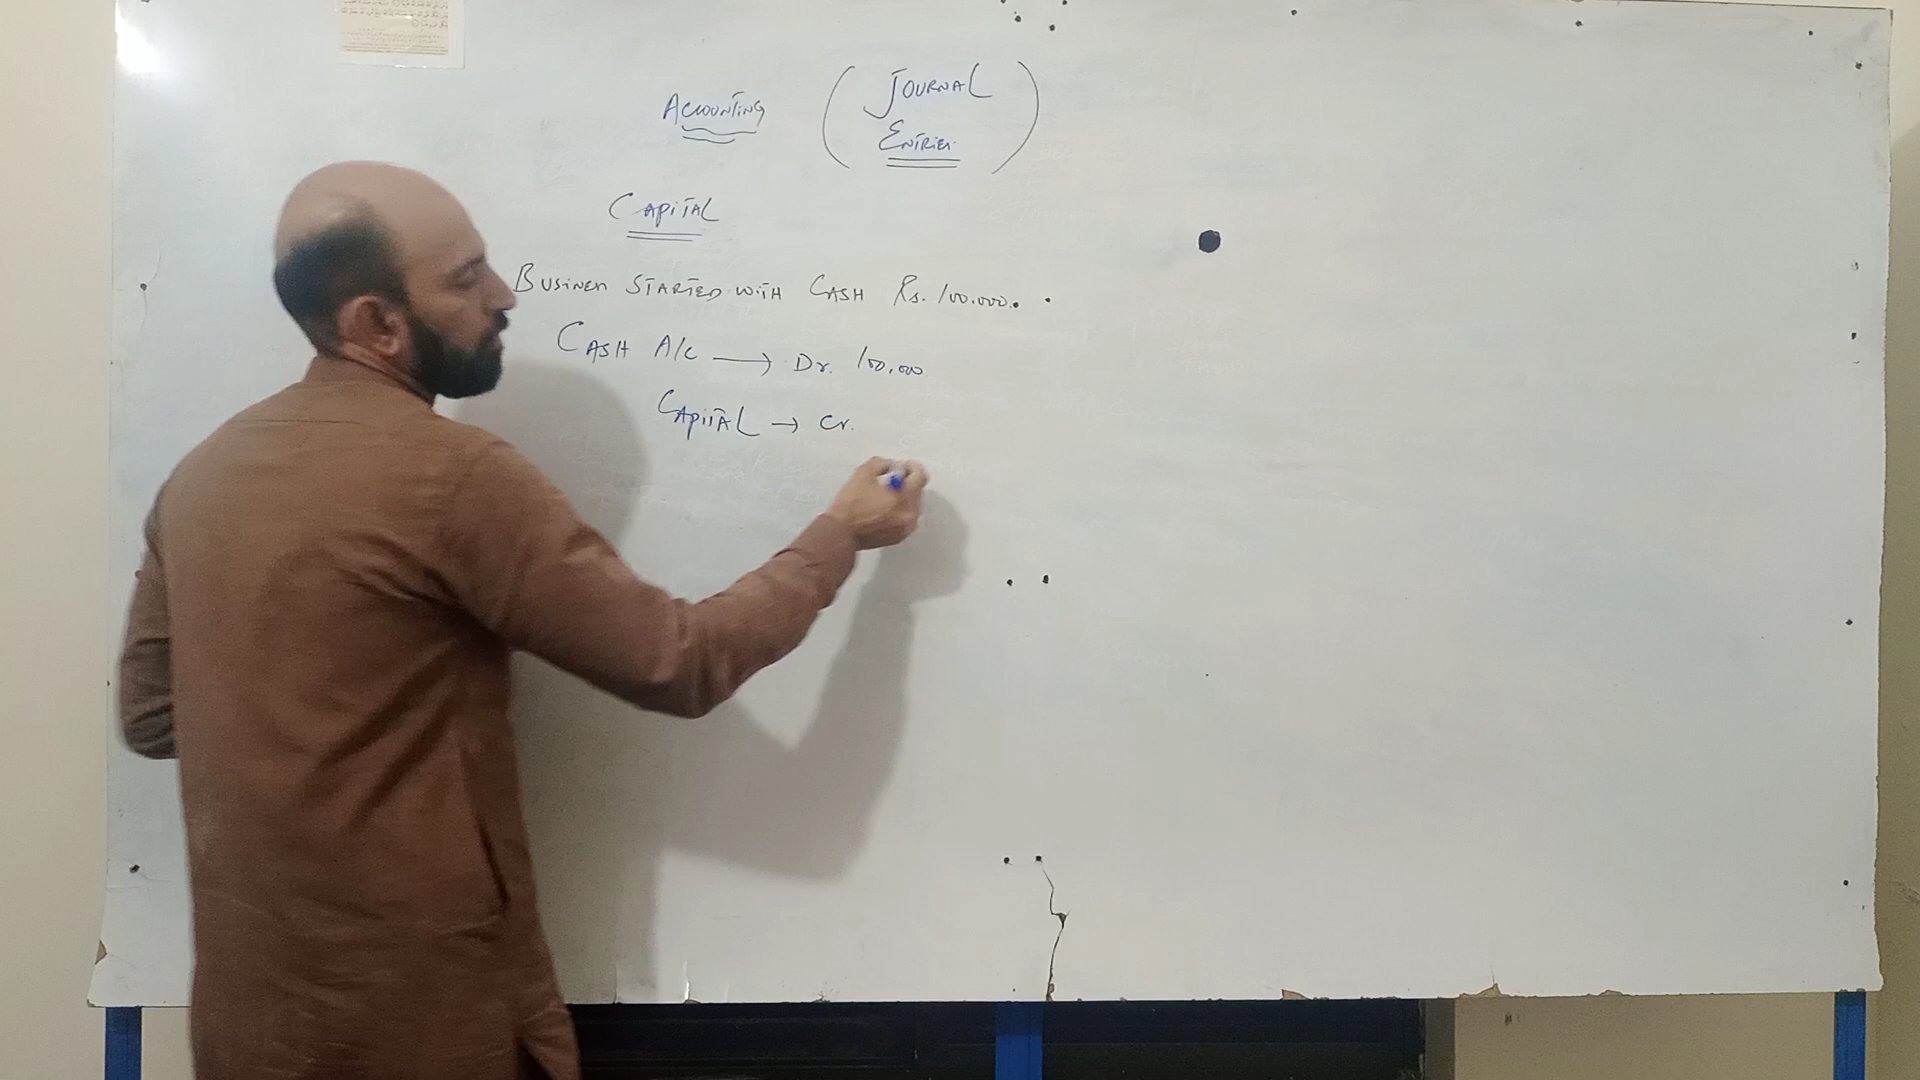 ACCOUNTING ( JOURNAL
ENTRIES )
CAPITAL
BUSINESS STARTED WITH CASH Rs. 100,000.
CASH A/c → Dr. 100,000
CAPITAL → Cr.